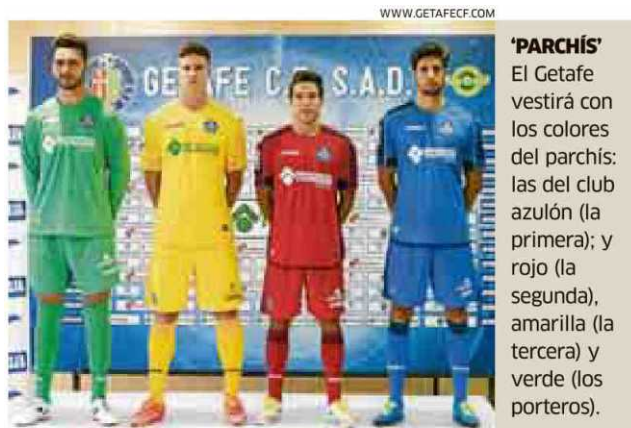 WWW.GETAFECF.COM
GETAFE C.F. S.A.D.
‘PARCHÍS’
El Getafe
vestirá con
los colores
del parchís:
las del club
azulón (la
primera); y
rojo (la
segunda),
amarilla (la
tercera) y
verde (los
porteros).